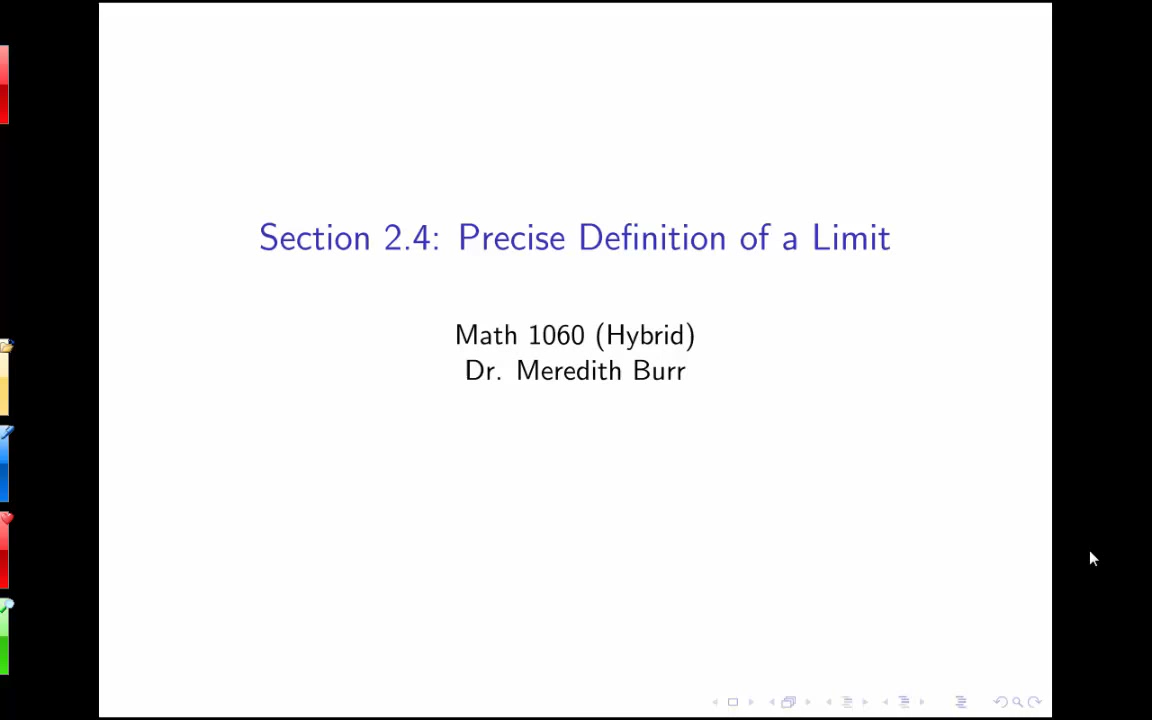 Section 2.4: Precise Definition of a Limit
Math 1060 (Hybrid)
Dr. Meredith Burr